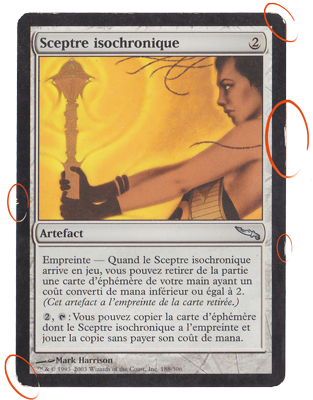 Sceptre isochronique 2
Artefact
Empreinte — Quand le Sceptre isochronique
arrive en jeu, vous pouvez retirer de la partie
une carte d'éphémère de votre main ayant un
coût converti de mana inférieur ou égal à 2.
(Cet artefact a l'empreinte de la carte retirée.)
2, : Vous pouvez copier la carte d'éphémère
dont le Sceptre isochronique a l'empreinte et
jouer la copie sans payer son coût de mana.
Mark Harrison
™ & © 1993–2003 Wizards of the Coast, Inc. 188/306